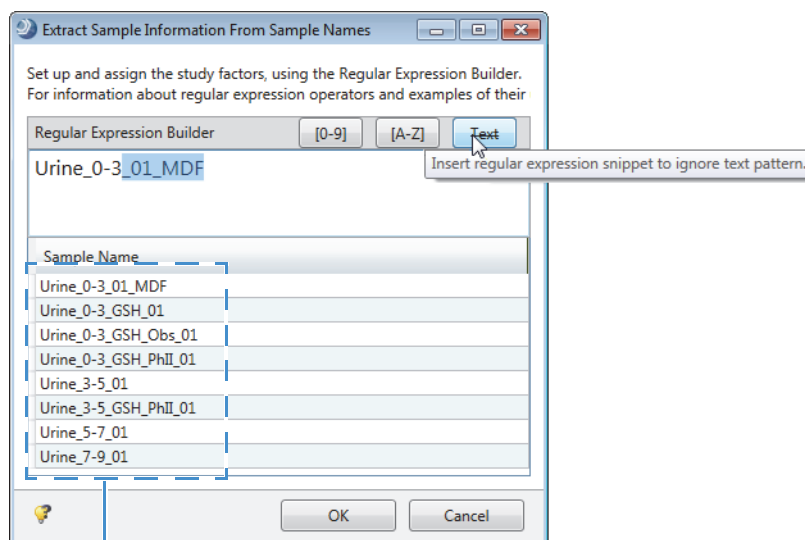 Extract Sample Information From Sample Names
Set up and assign the study factors, using the Regular Expression Builder.
For information about regular expression operators and examples of their
Regular Expression Builder [0-9] [A-Z] Text
Urine_0-3_01_MDF
Insert regular expression snippet to ignore text pattern.
Sample Name
Urine_0-3_01_MDF
Urine_0-3_GSH_01
Urine_0-3_GSH_Obs_01
Urine_0-3_GSH_PhII_01
Urine_3-5_01
Urine_3-5_GSH_PhII_01
Urine_5-7_01
Urine_7-9_01
OK Cancel